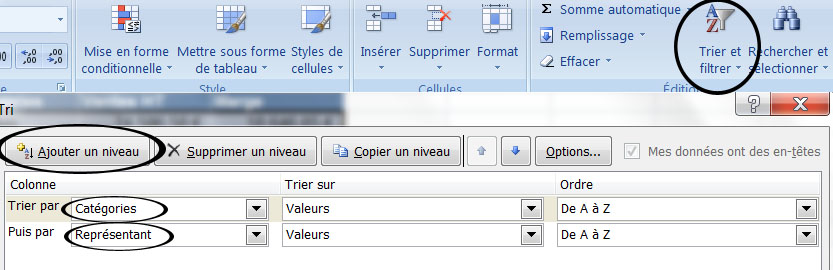 Σ Somme automatique
Mise en forme conditionnelle
Mettre sous forme de tableau
Styles de cellules
Insérer
Supprimer
Format
Remplissage
Effacer
Trier et filtrer
Rechercher et sélectionner
Style
Cellules
Tri
Ajouter un niveau
Supprimer un niveau
Copier un niveau
Options...
Mes données ont des en-têtes
Colonne Trier sur Ordre
Trier par Catégories Valeurs De A à Z
Puis par Représentant Valeurs De A à Z